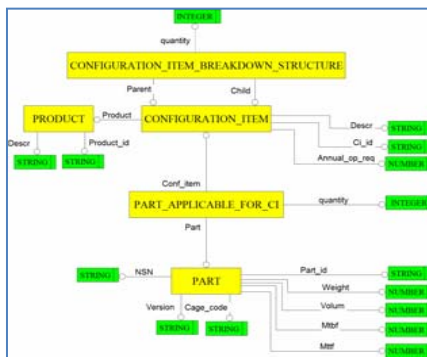 INTEGER
quantity
CONFIGURATION_ITEM_BREAKDOWN_STRUCTURE
Parent
Child
PRODUCT
Product
CONFIGURATION_ITEM
Descr
STRING
Descr
Product_id
Ci_id
STRING
STRING
STRING
Annual_op_req
NUMBER
Conf_item
PART_APPLICABLE_FOR_CI
quantity
INTEGER
Part
STRING
NSN
PART
Part_id
STRING
Version
Cage_code
Weight
NUMBER
Volum
NUMBER
STRING
STRING
Mtbf
NUMBER
Mttf
NUMBER